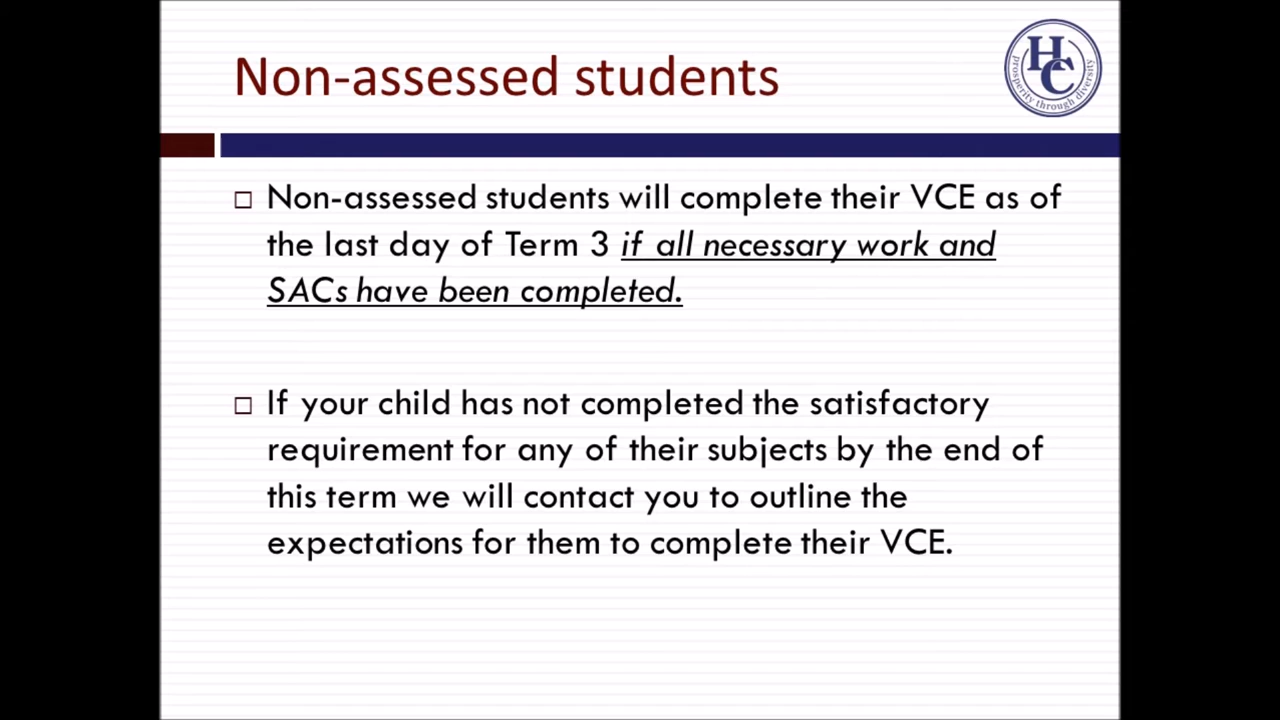 Non-assessed students
HC
prosperity through diversity
□ Non-assessed students will complete their VCE as of
the last day of Term 3 if all necessary work and
SACs have been completed.
□ If your child has not completed the satisfactory
requirement for any of their subjects by the end of
this term we will contact you to outline the
expectations for them to complete their VCE.